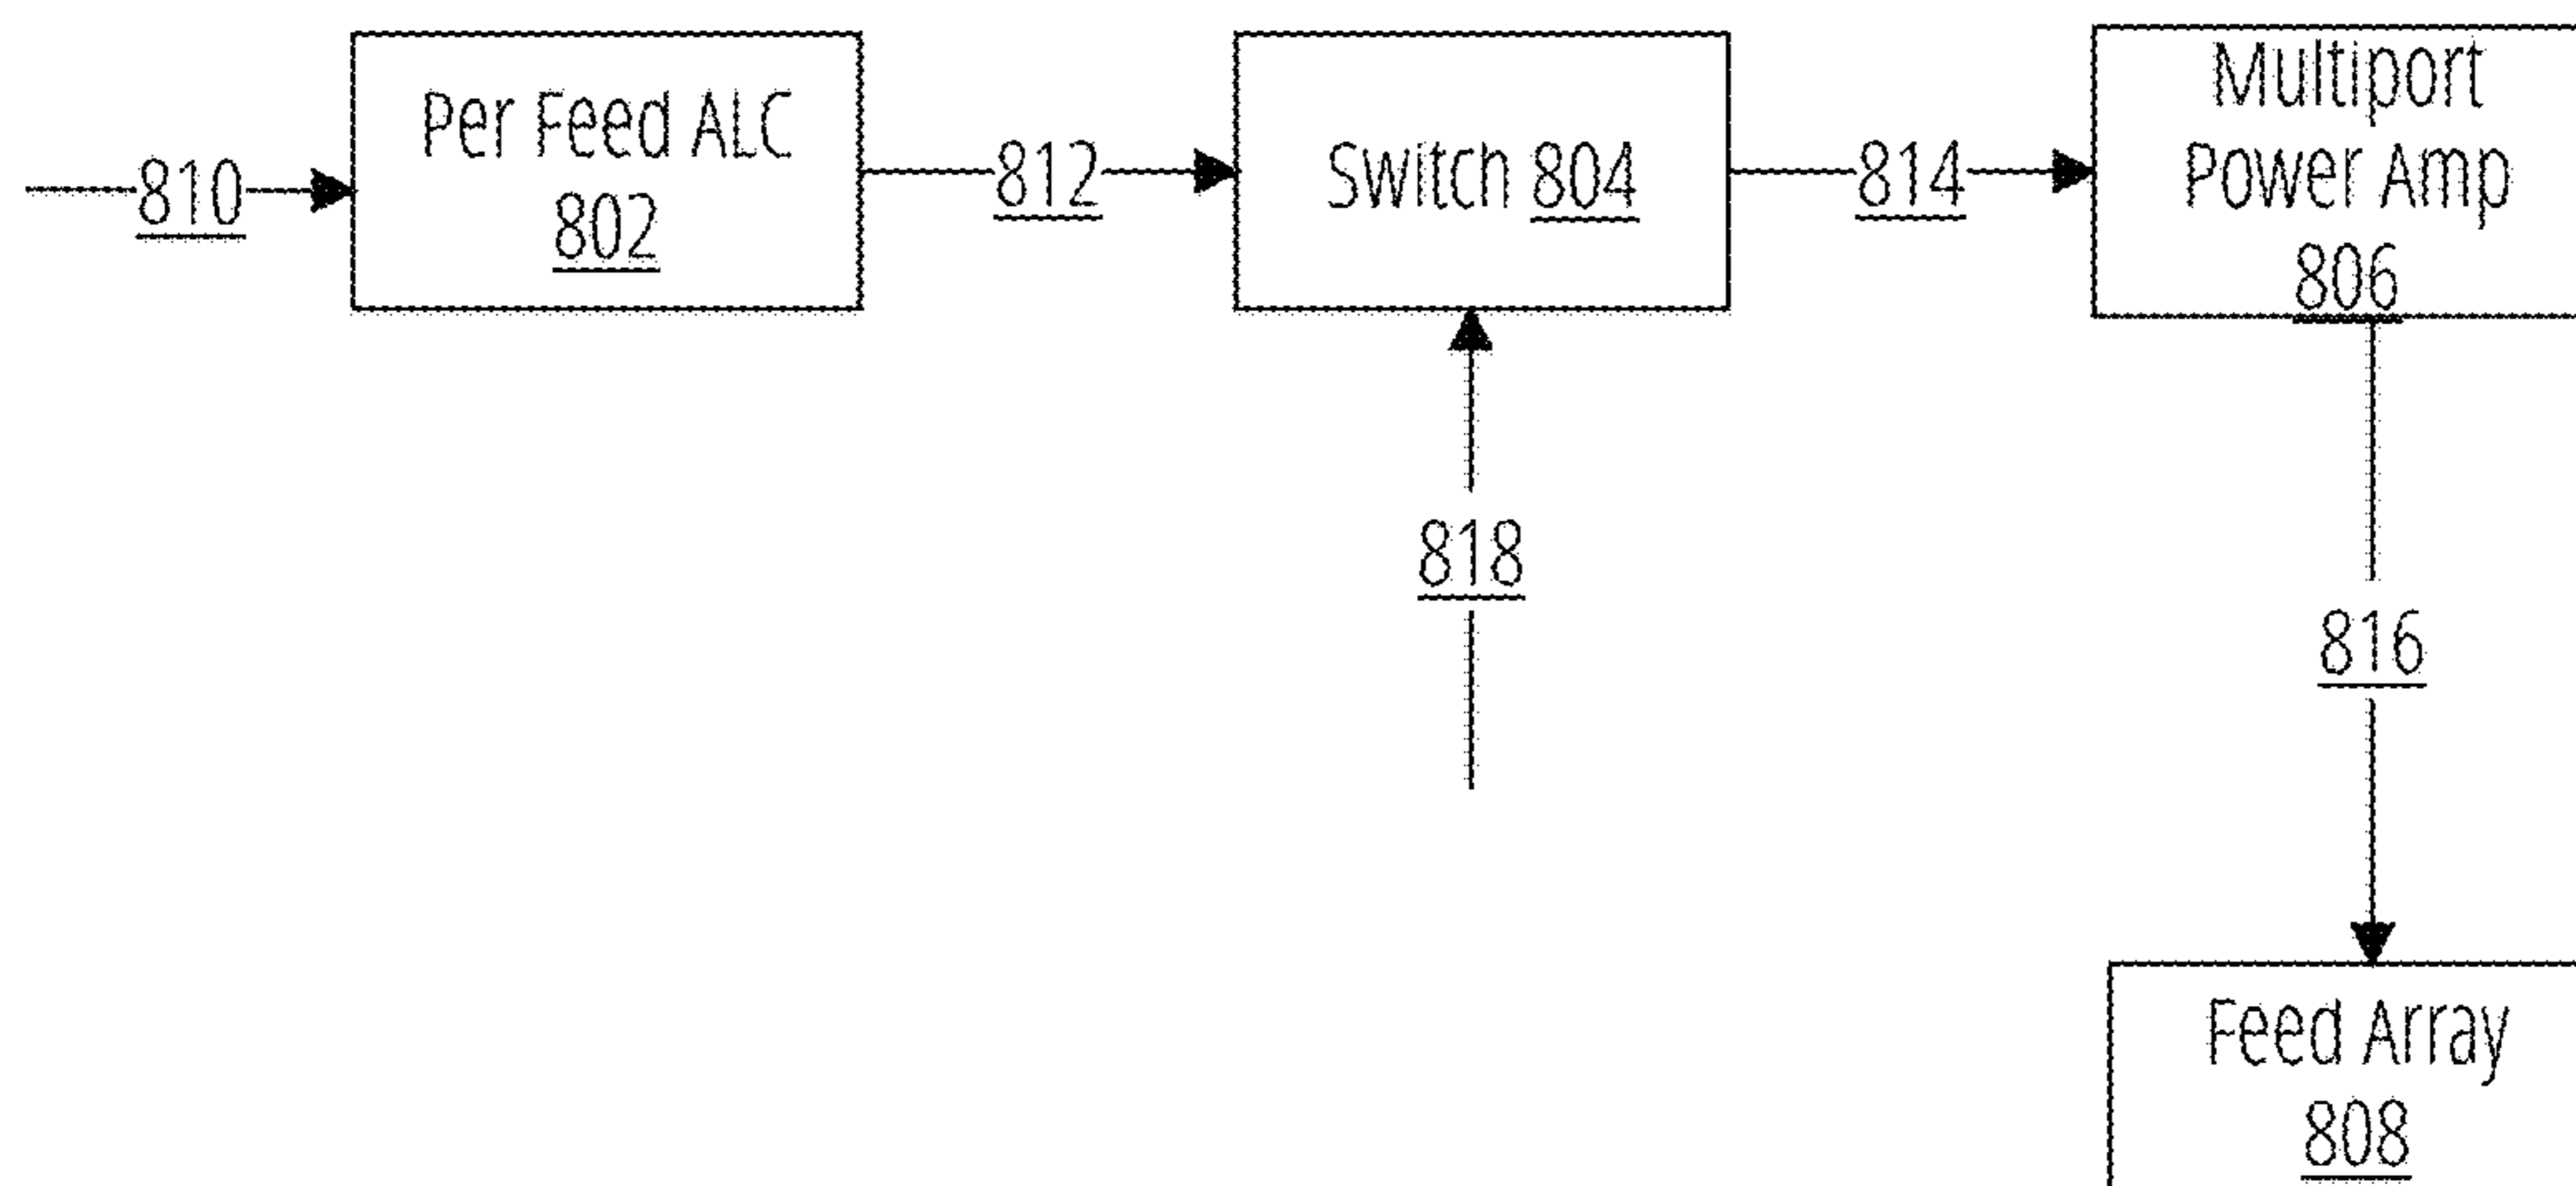 810
Per Feed ALC
802
812
Switch 804
814
Multiport
Power Amp
806
818
816
Feed Array
808